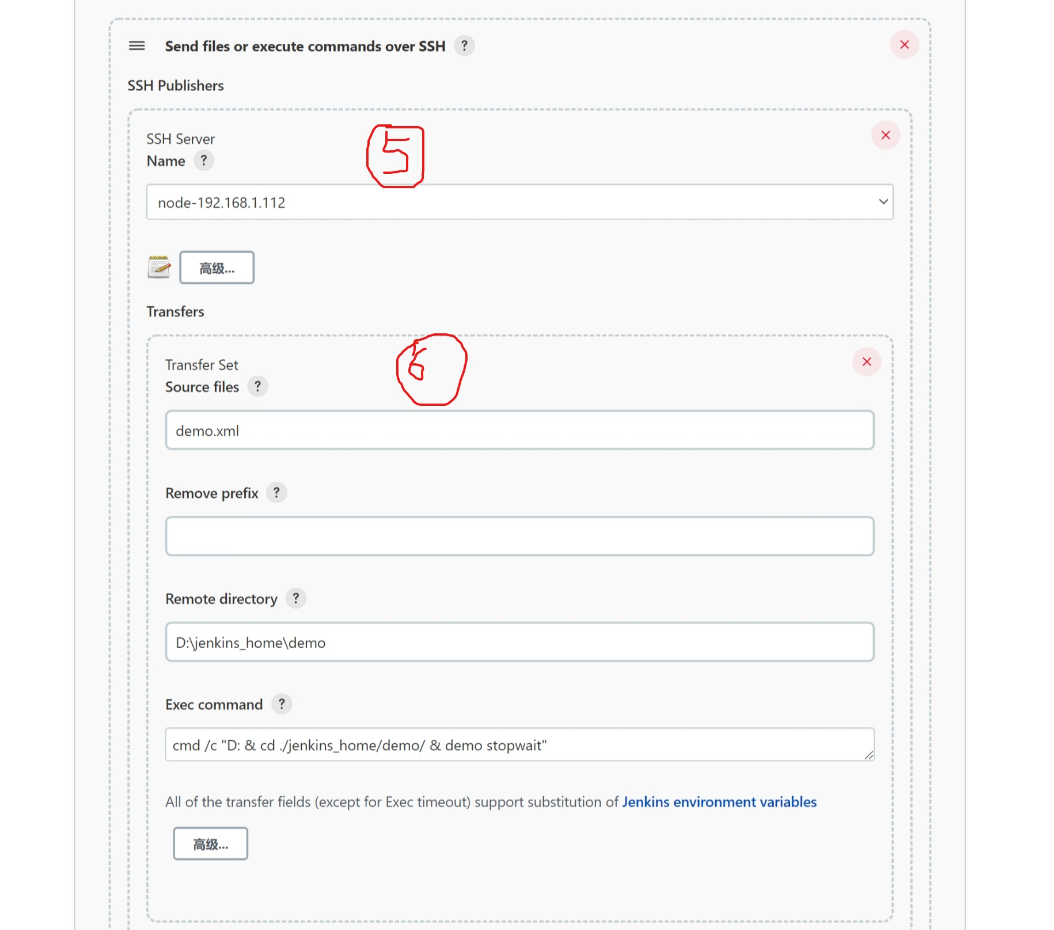 Send files or execute commands over SSH ?
SSH Publishers
5
SSH Server
Name ?
node-192.168.1.112
高级...
Transfers
6
Transfer Set
Source files ?
demo.xml
Remove prefix ?
Remote directory ?
D:\jenkins_home\demo
Exec command ?
cmd /c "D: & cd ./jenkins_home/demo/ & demo stopwait"
All of the transfer fields (except for Exec timeout) support substitution of Jenkins environment variables
高级...